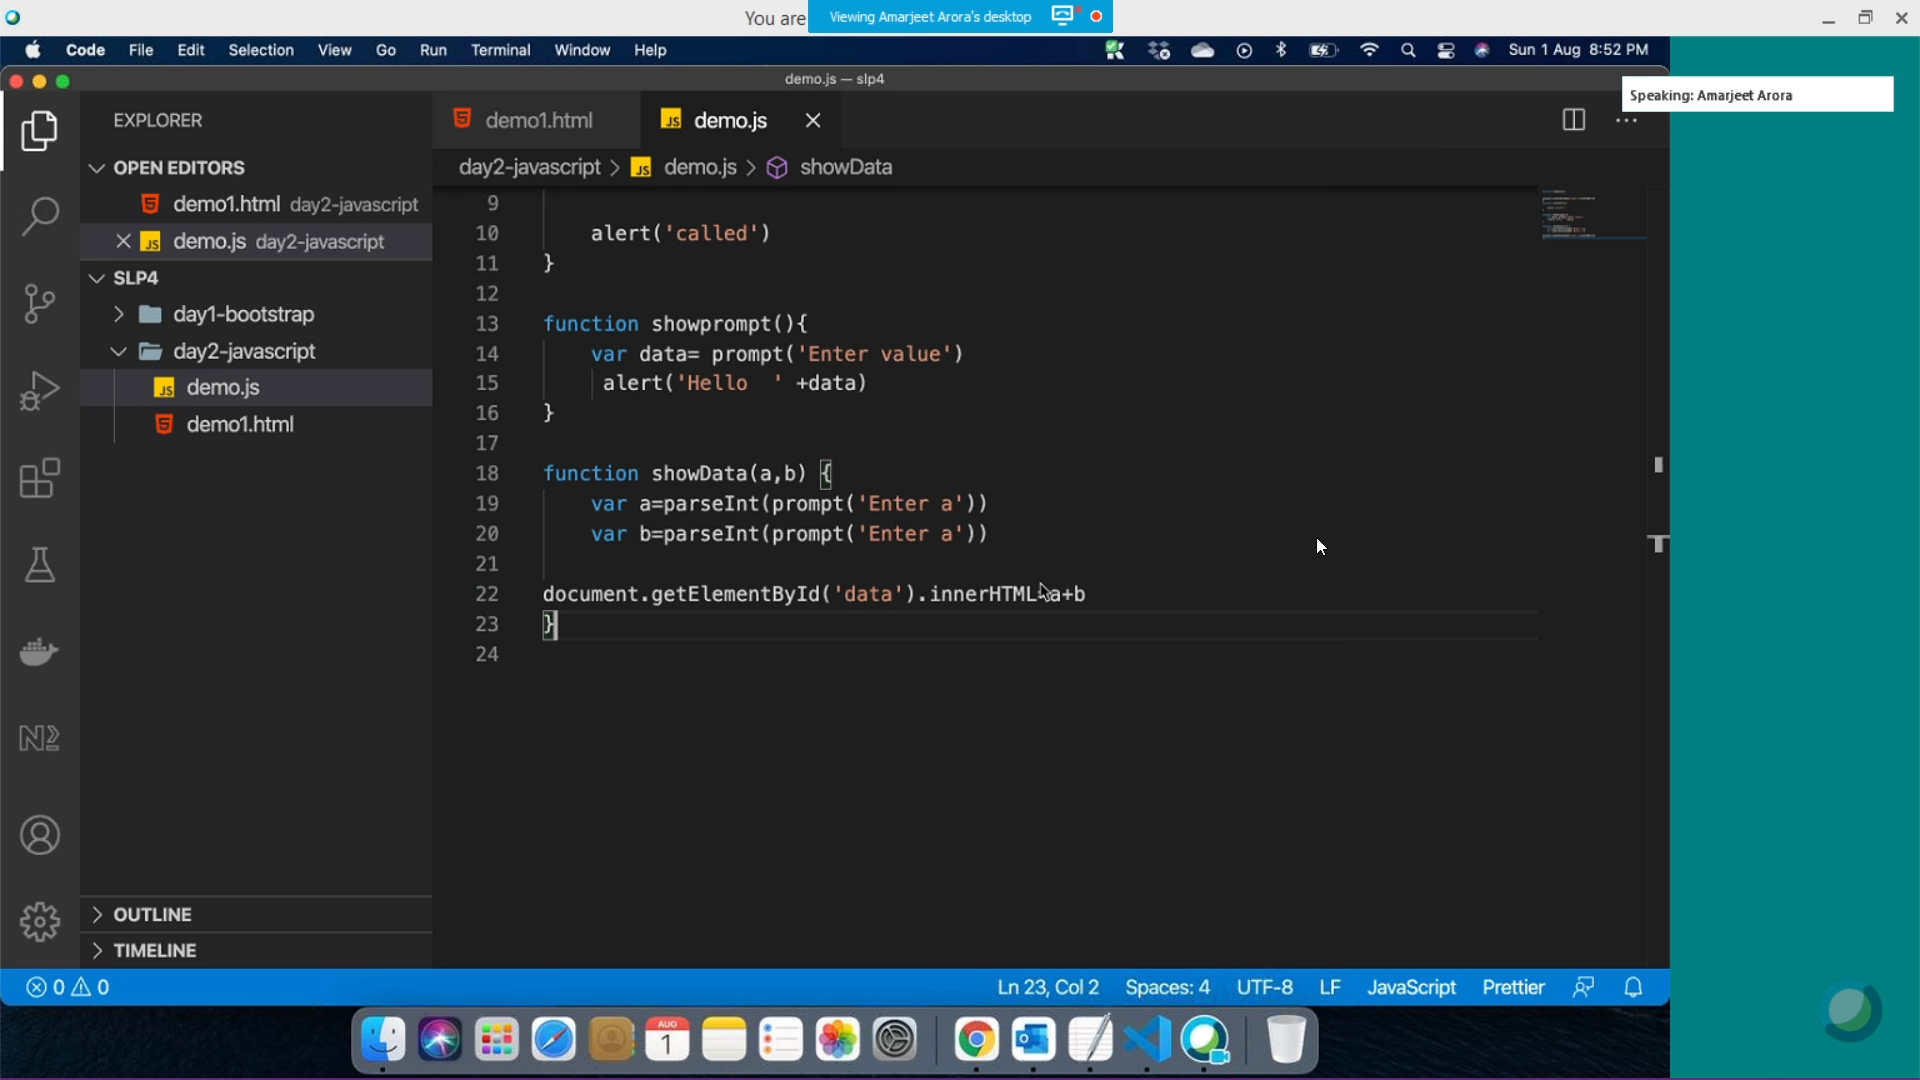 You are
Viewing Amarjeet Arora's desktop
Code File Edit Selection View Go Run Terminal Window Help
Sun 1 Aug 8:52 PM
demo.js — slp4
Speaking: Amarjeet Arora
EXPLORER
OPEN EDITORS
demo1.html day2-javascript
demo.js day2-javascript
SLP4
day1-bootstrap
day2-javascript
demo.js
demo1.html
OUTLINE
TIMELINE
demo1.html
JS demo.js
day2-javascript > JS demo.js > showData
9
10 alert('called')
11 }
12
13 function showprompt(){
14 var data= prompt('Enter value')
15 alert('Hello  ' +data)
16 }
17
18 function showData(a,b) {
19 var a=parseInt(prompt('Enter a'))
20 var b=parseInt(prompt('Enter a'))
21
22 document.getElementById('data').innerHTML=a+b
23 }
24
0 0
Ln 23, Col 2 Spaces: 4 UTF-8 LF JavaScript Prettier
AUG
1